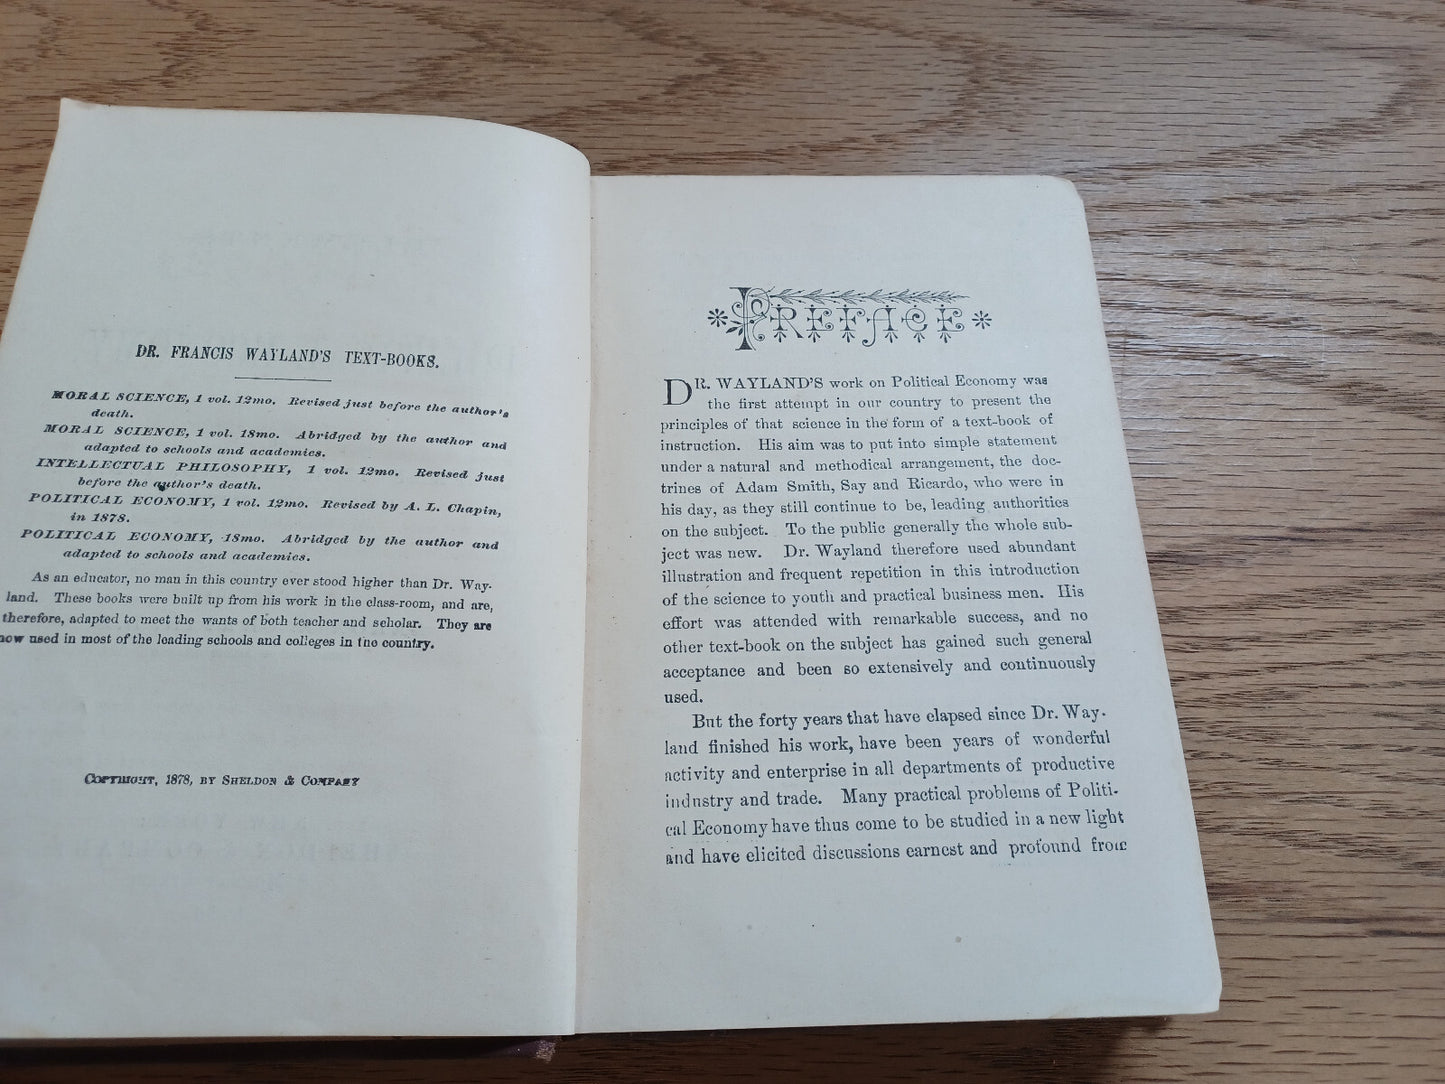 DR. FRANCIS WAYLAND'S TEXT-BOOKS.
MORAL SCIENCE, 1 vol. 12mo. Revised just before the author's
death.
MORAL SCIENCE, 1 vol. 18mo. Abridged by the author and
adapted to schools and academies.
INTELLECTUAL PHILOSOPHY, 1 vol. 12mo. Revised just
before the author's death.
POLITICAL ECONOMY, 1 vol. 12mo. Revised by A. L. Chapin,
in 1878.
POLITICAL ECONOMY, 18mo. Abridged by the author and
adapted to schools and academies.
As an educator, no man in this country ever stood higher than Dr. Way-
land. These books were built up from his work in the class-room, and are,
therefore, adapted to meet the wants of both teacher and scholar. They are
now used in most of the leading schools and colleges in the country.
COPYRIGHT, 1878, BY SHELDON & COMPANY
PREFACE
DR. WAYLAND'S work on Political Economy was
the first attempt in our country to present the
principles of that science in the form of a text-book of
instruction. His aim was to put into simple statement
under a natural and methodical arrangement, the doc-
trines of Adam Smith, Say and Ricardo, who were in
his day, as they still continue to be, leading authorities
on the subject. To the public generally the whole sub-
ject was new. Dr. Wayland therefore used abundant
illustration and frequent repetition in this introduction
of the science to youth and practical business men. His
effort was attended with remarkable success, and no
other text-book on the subject has gained such general
acceptance and been so extensively and continuously
used.
But the forty years that have elapsed since Dr. Way-
land finished his work, have been years of wonderful
activity and enterprise in all departments of productive
industry and trade. Many practical problems of Politi-
cal Economy have thus come to be studied in a new light
and have elicited discussions earnest and profound from